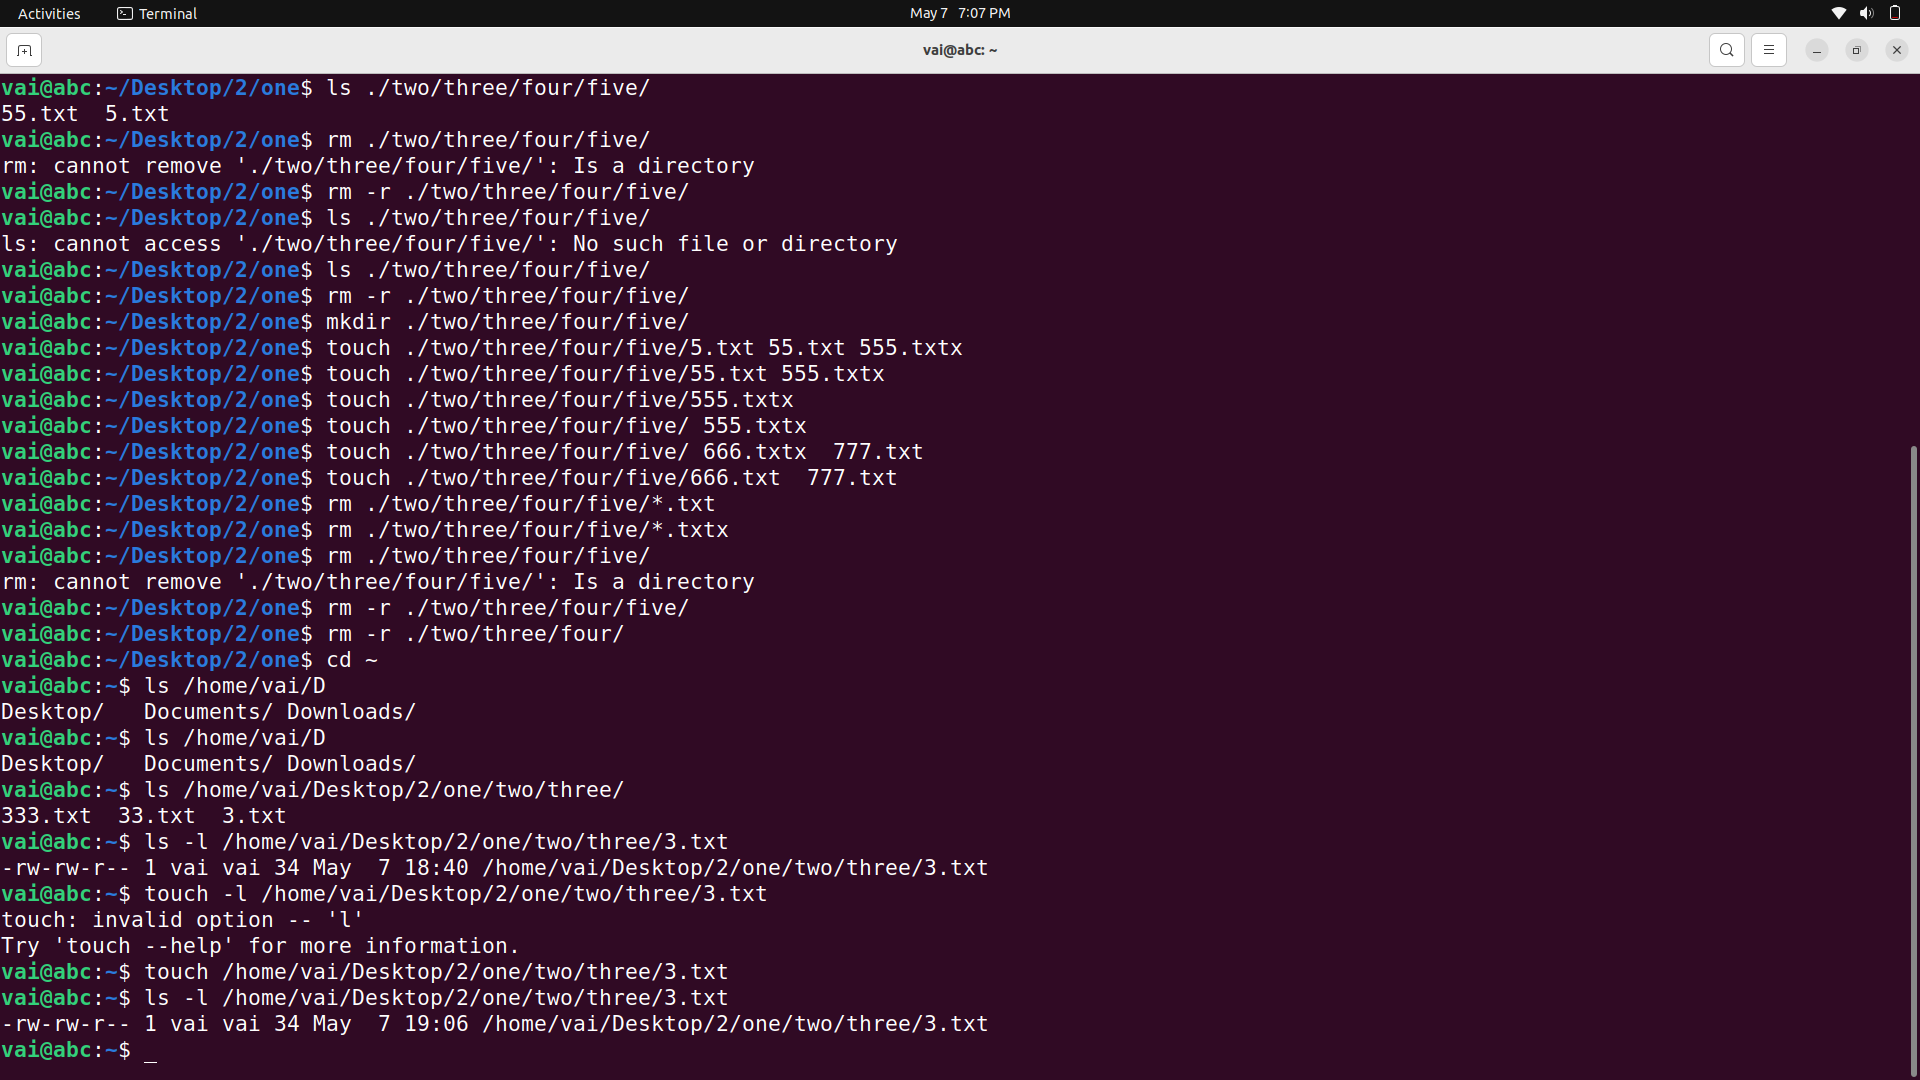 Activities Terminal May 7 7:07 PM
vai@abc: ~
vai@abc:~/Desktop/2/one$ ls ./two/three/four/five/
55.txt  5.txt
vai@abc:~/Desktop/2/one$ rm ./two/three/four/five/
rm: cannot remove './two/three/four/five/': Is a directory
vai@abc:~/Desktop/2/one$ rm -r ./two/three/four/five/
vai@abc:~/Desktop/2/one$ ls ./two/three/four/five/
ls: cannot access './two/three/four/five/': No such file or directory
vai@abc:~/Desktop/2/one$ ls ./two/three/four/five/
vai@abc:~/Desktop/2/one$ rm -r ./two/three/four/five/
vai@abc:~/Desktop/2/one$ mkdir ./two/three/four/five/
vai@abc:~/Desktop/2/one$ touch ./two/three/four/five/5.txt 55.txt 555.txtx
vai@abc:~/Desktop/2/one$ touch ./two/three/four/five/55.txt 555.txtx
vai@abc:~/Desktop/2/one$ touch ./two/three/four/five/555.txtx
vai@abc:~/Desktop/2/one$ touch ./two/three/four/five/ 555.txtx
vai@abc:~/Desktop/2/one$ touch ./two/three/four/five/ 666.txtx  777.txt
vai@abc:~/Desktop/2/one$ touch ./two/three/four/five/666.txt  777.txt
vai@abc:~/Desktop/2/one$ rm ./two/three/four/five/*.txt
vai@abc:~/Desktop/2/one$ rm ./two/three/four/five/*.txtx
vai@abc:~/Desktop/2/one$ rm ./two/three/four/five/
rm: cannot remove './two/three/four/five/': Is a directory
vai@abc:~/Desktop/2/one$ rm -r ./two/three/four/five/
vai@abc:~/Desktop/2/one$ rm -r ./two/three/four/
vai@abc:~/Desktop/2/one$ cd ~
vai@abc:~$ ls /home/vai/D
Desktop/   Documents/ Downloads/
vai@abc:~$ ls /home/vai/D
Desktop/   Documents/ Downloads/
vai@abc:~$ ls /home/vai/Desktop/2/one/two/three/
333.txt  33.txt  3.txt
vai@abc:~$ ls -l /home/vai/Desktop/2/one/two/three/3.txt
-rw-rw-r-- 1 vai vai 34 May  7 18:40 /home/vai/Desktop/2/one/two/three/3.txt
vai@abc:~$ touch -l /home/vai/Desktop/2/one/two/three/3.txt
touch: invalid option -- 'l'
Try 'touch --help' for more information.
vai@abc:~$ touch /home/vai/Desktop/2/one/two/three/3.txt
vai@abc:~$ ls -l /home/vai/Desktop/2/one/two/three/3.txt
-rw-rw-r-- 1 vai vai 34 May  7 19:06 /home/vai/Desktop/2/one/two/three/3.txt
vai@abc:~$ _